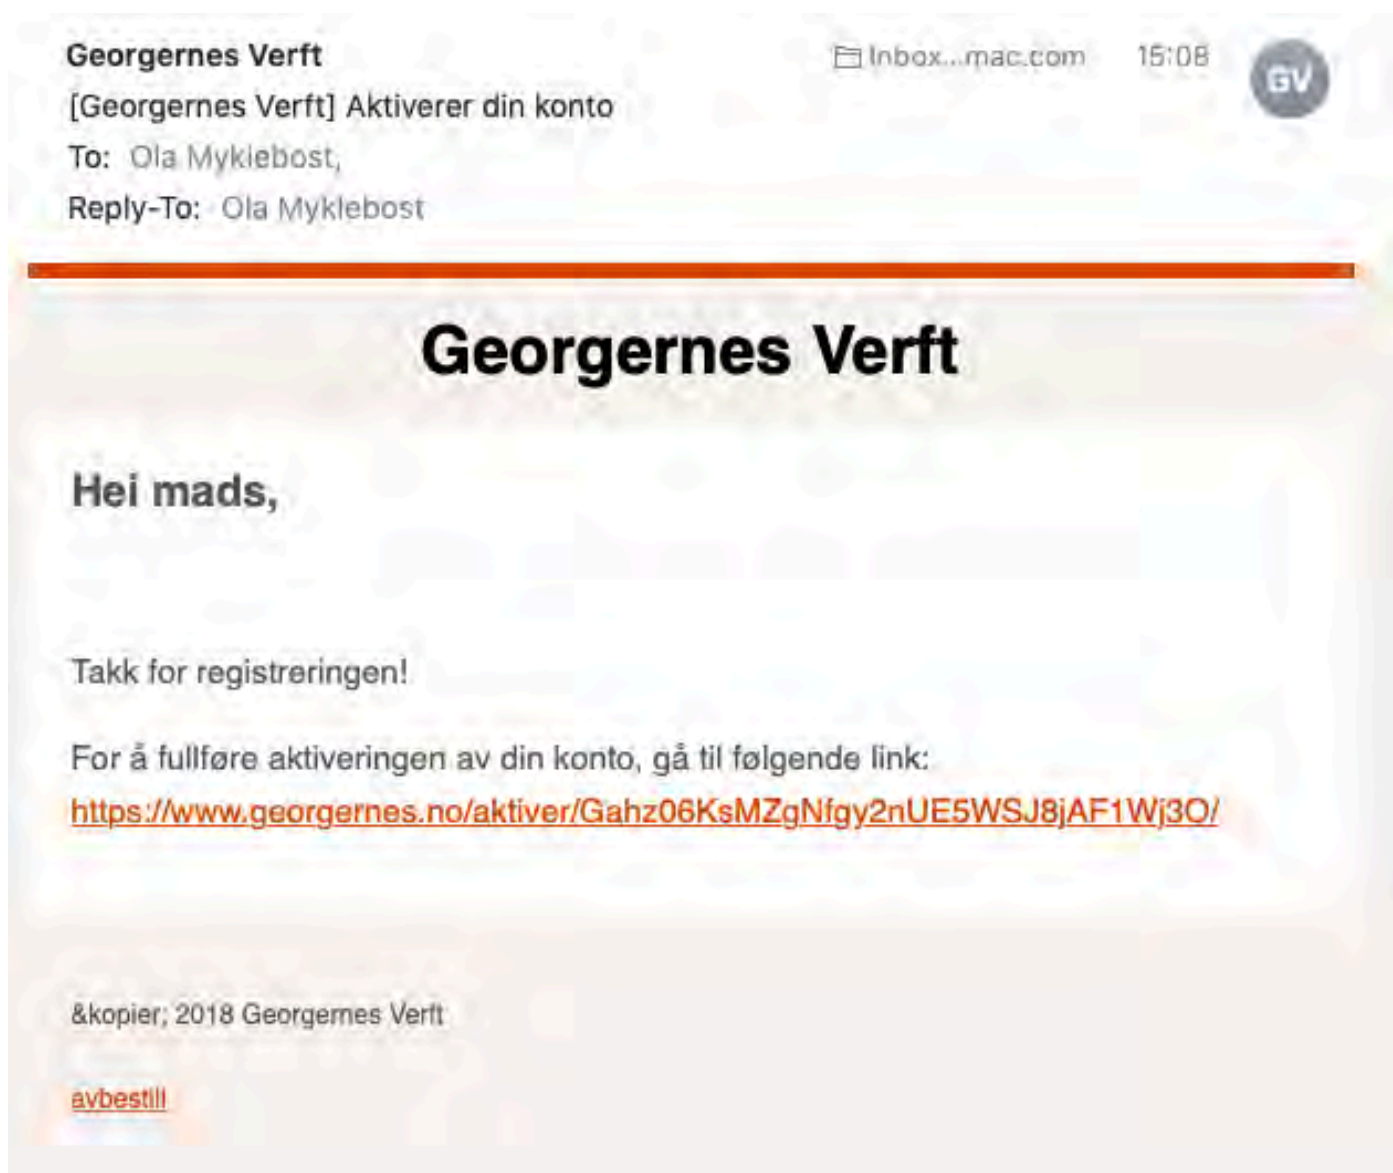 Georgernes Verft
Inbox...mac.com
15:08
GV
[Georgernes Verft] Aktiverer din konto
To: Ola Myklebost,
Reply-To: Ola Myklebost
Georgernes Verft
Hei mads,
Takk for registreringen!
For å fullføre aktiveringen av din konto, gå til følgende link:
https://www.georgernes.no/aktiver/Gahz06KsMZgNfgy2nUE5WSJ8jAF1Wj3O/
&kopier; 2018 Georgernes Verft
avbestill